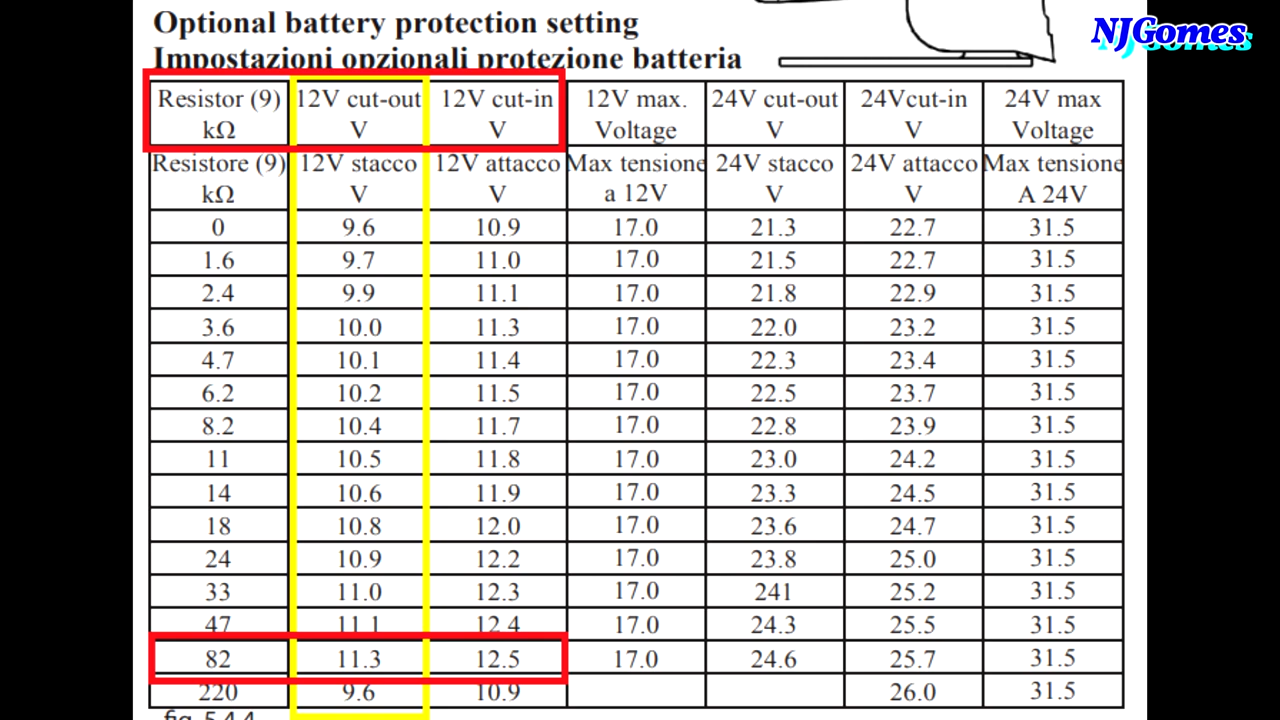 Optional battery protection setting
Impostazioni opzionali protezione batteria
NJGomes
Resistor (9) kΩ 12V cut-out V 12V cut-in V 12V max. Voltage 24V cut-out V 24Vcut-in V 24V max Voltage
Resistore (9) kΩ 12V stacco V 12V attacco V Max tensione a 12V 24V stacco V 24V attacco V Max tensione A 24V
0 9.6 10.9 17.0 21.3 22.7 31.5
1.6 9.7 11.0 17.0 21.5 22.7 31.5
2.4 9.9 11.1 17.0 21.8 22.9 31.5
3.6 10.0 11.3 17.0 22.0 23.2 31.5
4.7 10.1 11.4 17.0 22.3 23.4 31.5
6.2 10.2 11.5 17.0 22.5 23.7 31.5
8.2 10.4 11.7 17.0 22.8 23.9 31.5
11 10.5 11.8 17.0 23.0 24.2 31.5
14 10.6 11.9 17.0 23.3 24.5 31.5
18 10.8 12.0 17.0 23.6 24.7 31.5
24 10.9 12.2 17.0 23.8 25.0 31.5
33 11.0 12.3 17.0 241 25.2 31.5
47 11.1 12.4 17.0 24.3 25.5 31.5
82 11.3 12.5 17.0 24.6 25.7 31.5
220 9.6 10.9 26.0 31.5
fig. 5.4.4